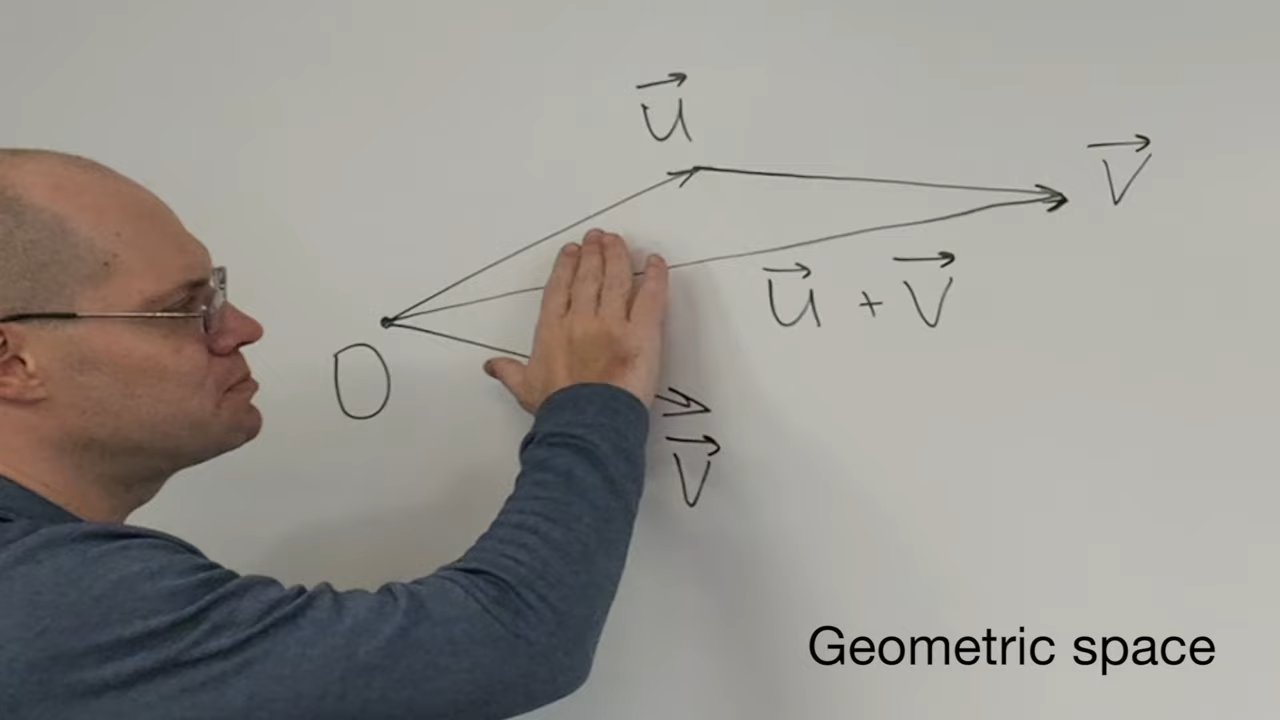 u⃗
v⃗
u⃗ + v⃗
O
v⃗
Geometric space